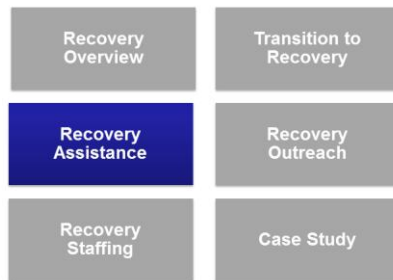 Recovery
Overview
Transition to
Recovery
Recovery
Assistance
Recovery
Outreach
Recovery
Staffing
Case Study